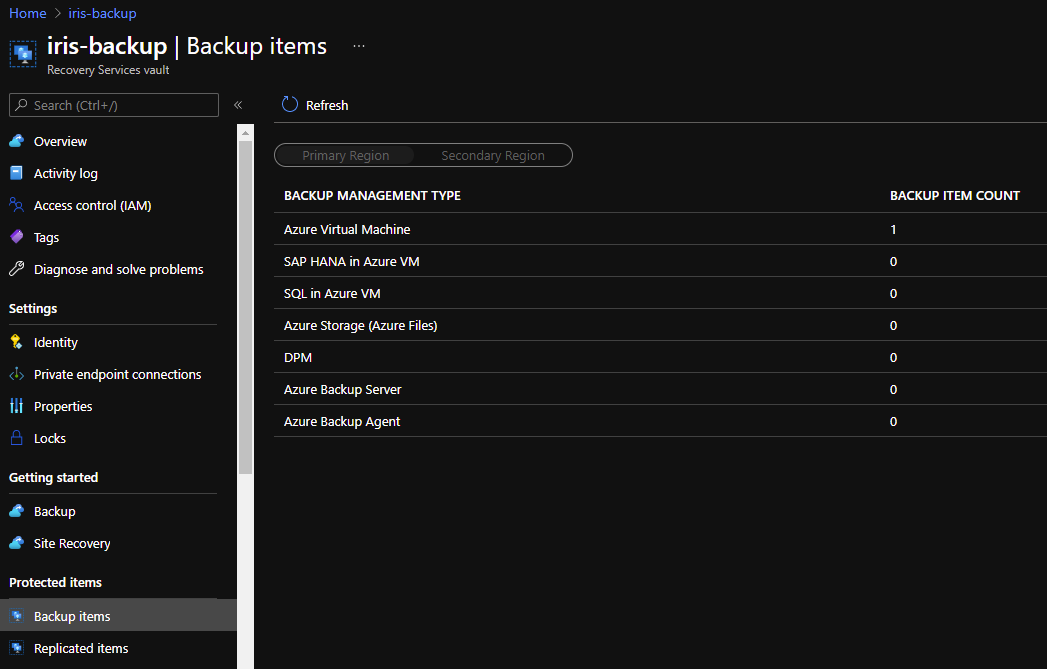 Home > iris-backup
iris-backup | Backup items ...
Recovery Services vault
Search (Ctrl+/)
«
Overview
Activity log
Access control (IAM)
Tags
Diagnose and solve problems
Settings
Identity
Private endpoint connections
Properties
Locks
Getting started
Backup
Site Recovery
Protected items
Backup items
Replicated items
Refresh
Primary Region Secondary Region
BACKUP MANAGEMENT TYPE BACKUP ITEM COUNT
Azure Virtual Machine 1
SAP HANA in Azure VM 0
SQL in Azure VM 0
Azure Storage (Azure Files) 0
DPM 0
Azure Backup Server 0
Azure Backup Agent 0